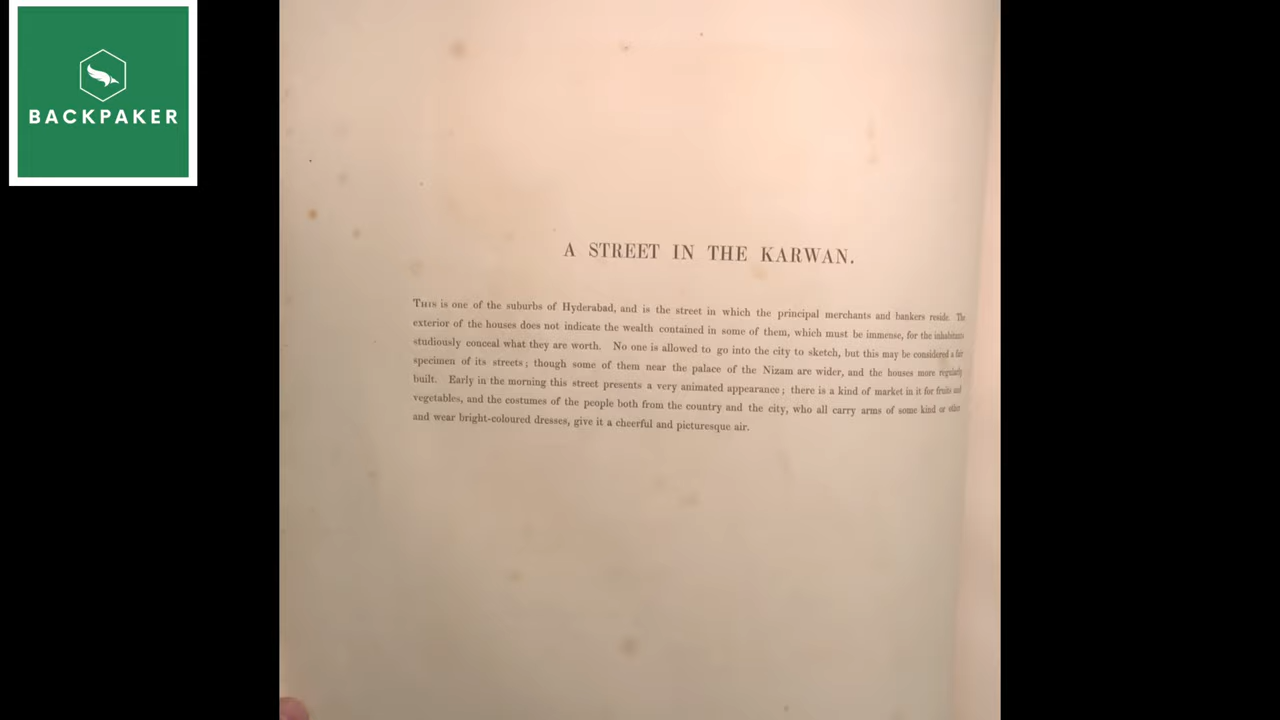 BACKPAKER
A STREET IN THE KARWAN.
THIS is one of the suburbs of Hyderabad, and is the street in which the principal merchants and bankers reside. The
exterior of the houses does not indicate the wealth contained in some of them, which must be immense, for the inhabitants
studiously conceal what they are worth. No one is allowed to go into the city to sketch, but this may be considered a fair
specimen of its streets; though some of them near the palace of the Nizam are wider, and the houses more regularly
built. Early in the morning this street presents a very animated appearance; there is a kind of market in it for fruits and
vegetables, and the costumes of the people both from the country and the city, who all carry arms of some kind or other
and wear bright-coloured dresses, give it a cheerful and picturesque air.